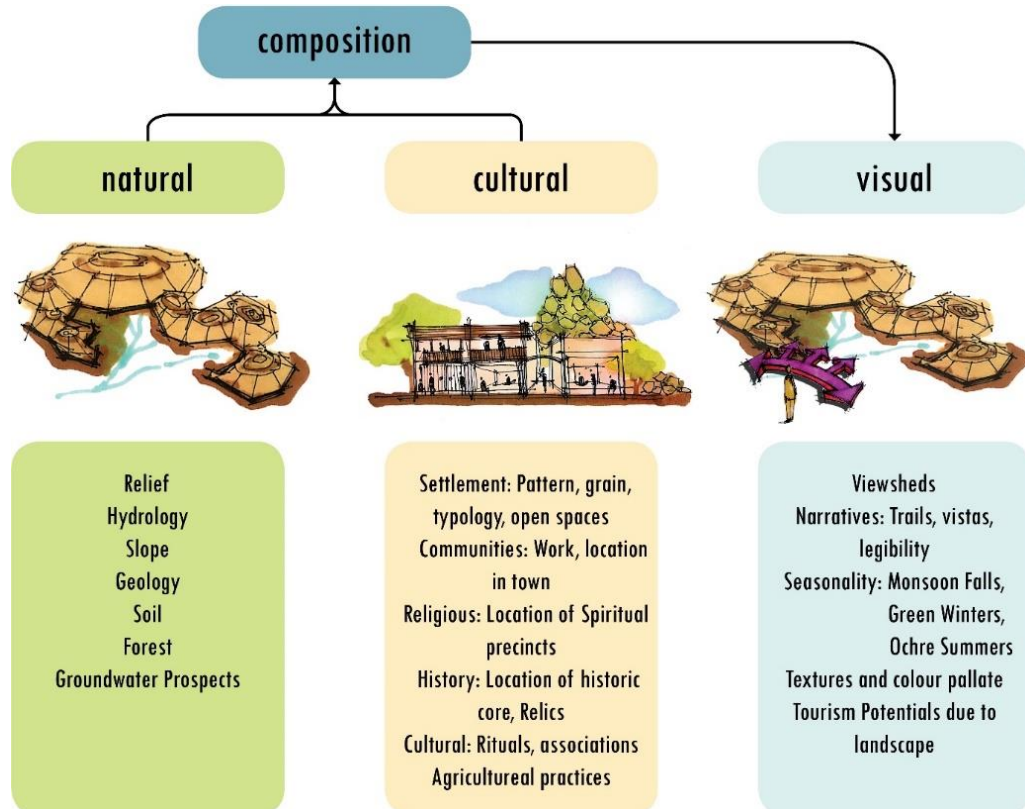 composition
natural
cultural
visual
Relief
Hydrology
Slope
Geology
Soil
Forest
Groundwater Prospects
Settlement: Pattern, grain,
typology, open spaces
Communities: Work, location
in town
Religious: Location of Spiritual
precincts
History: Location of historic
core, Relics
Cultural: Rituals, associations
Agricultureal practices
Viewsheds
Narratives: Trails, vistas,
legibility
Seasonality: Monsoon Falls,
Green Winters,
Ochre Summers
Textures and colour pallate
Tourism Potentials due to
landscape